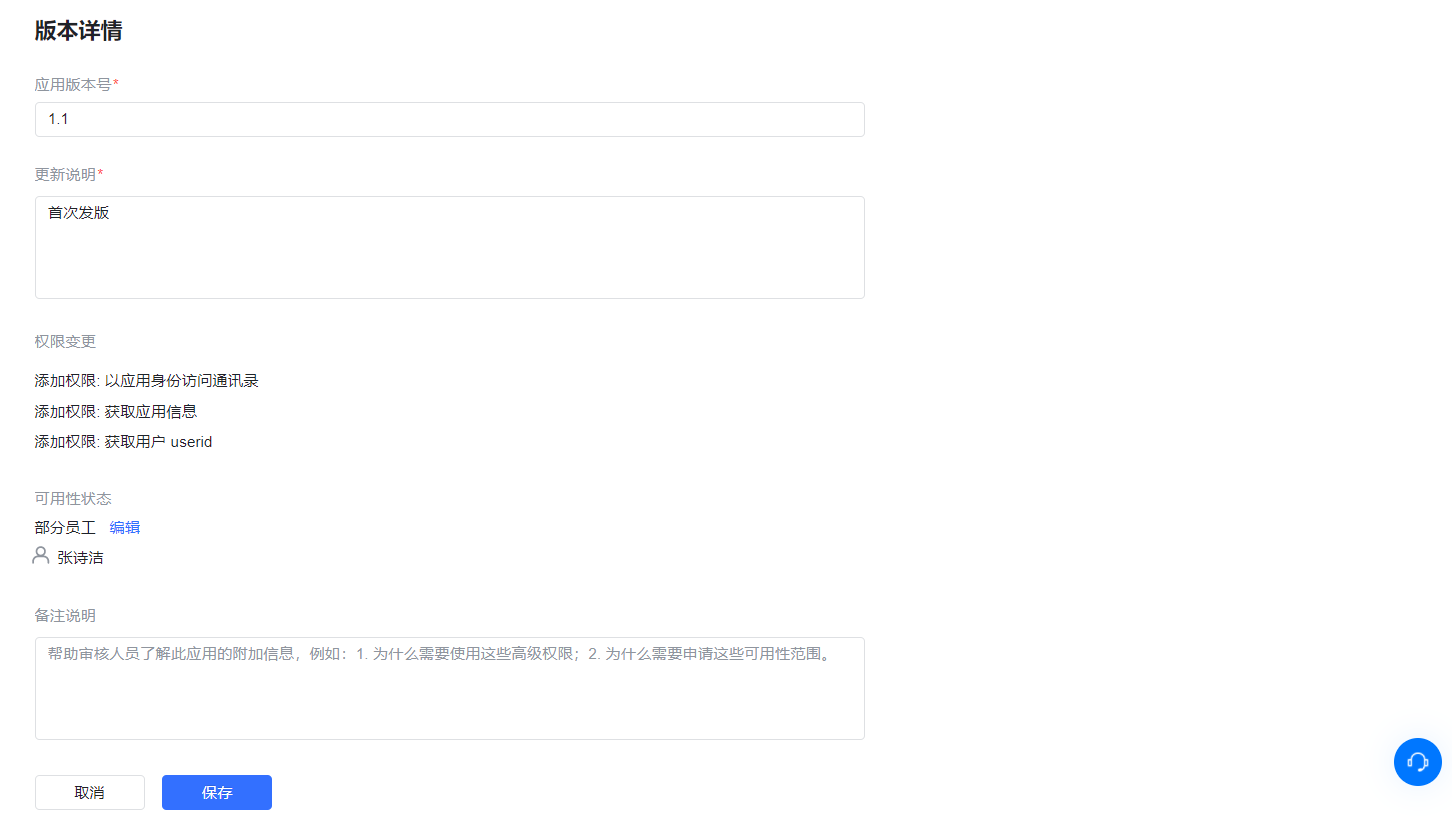 版本详情
应用版本号*
1.1
更新说明*
首次发版
权限变更
添加权限: 以应用身份访问通讯录
添加权限: 获取应用信息
添加权限: 获取用户 userid
可用性状态
部分员工 编辑
张诗洁
备注说明
帮助审核人员了解此应用的附加信息，例如：1. 为什么需要使用这些高级权限；2. 为什么需要申请这些可用性范围。
取消 保存